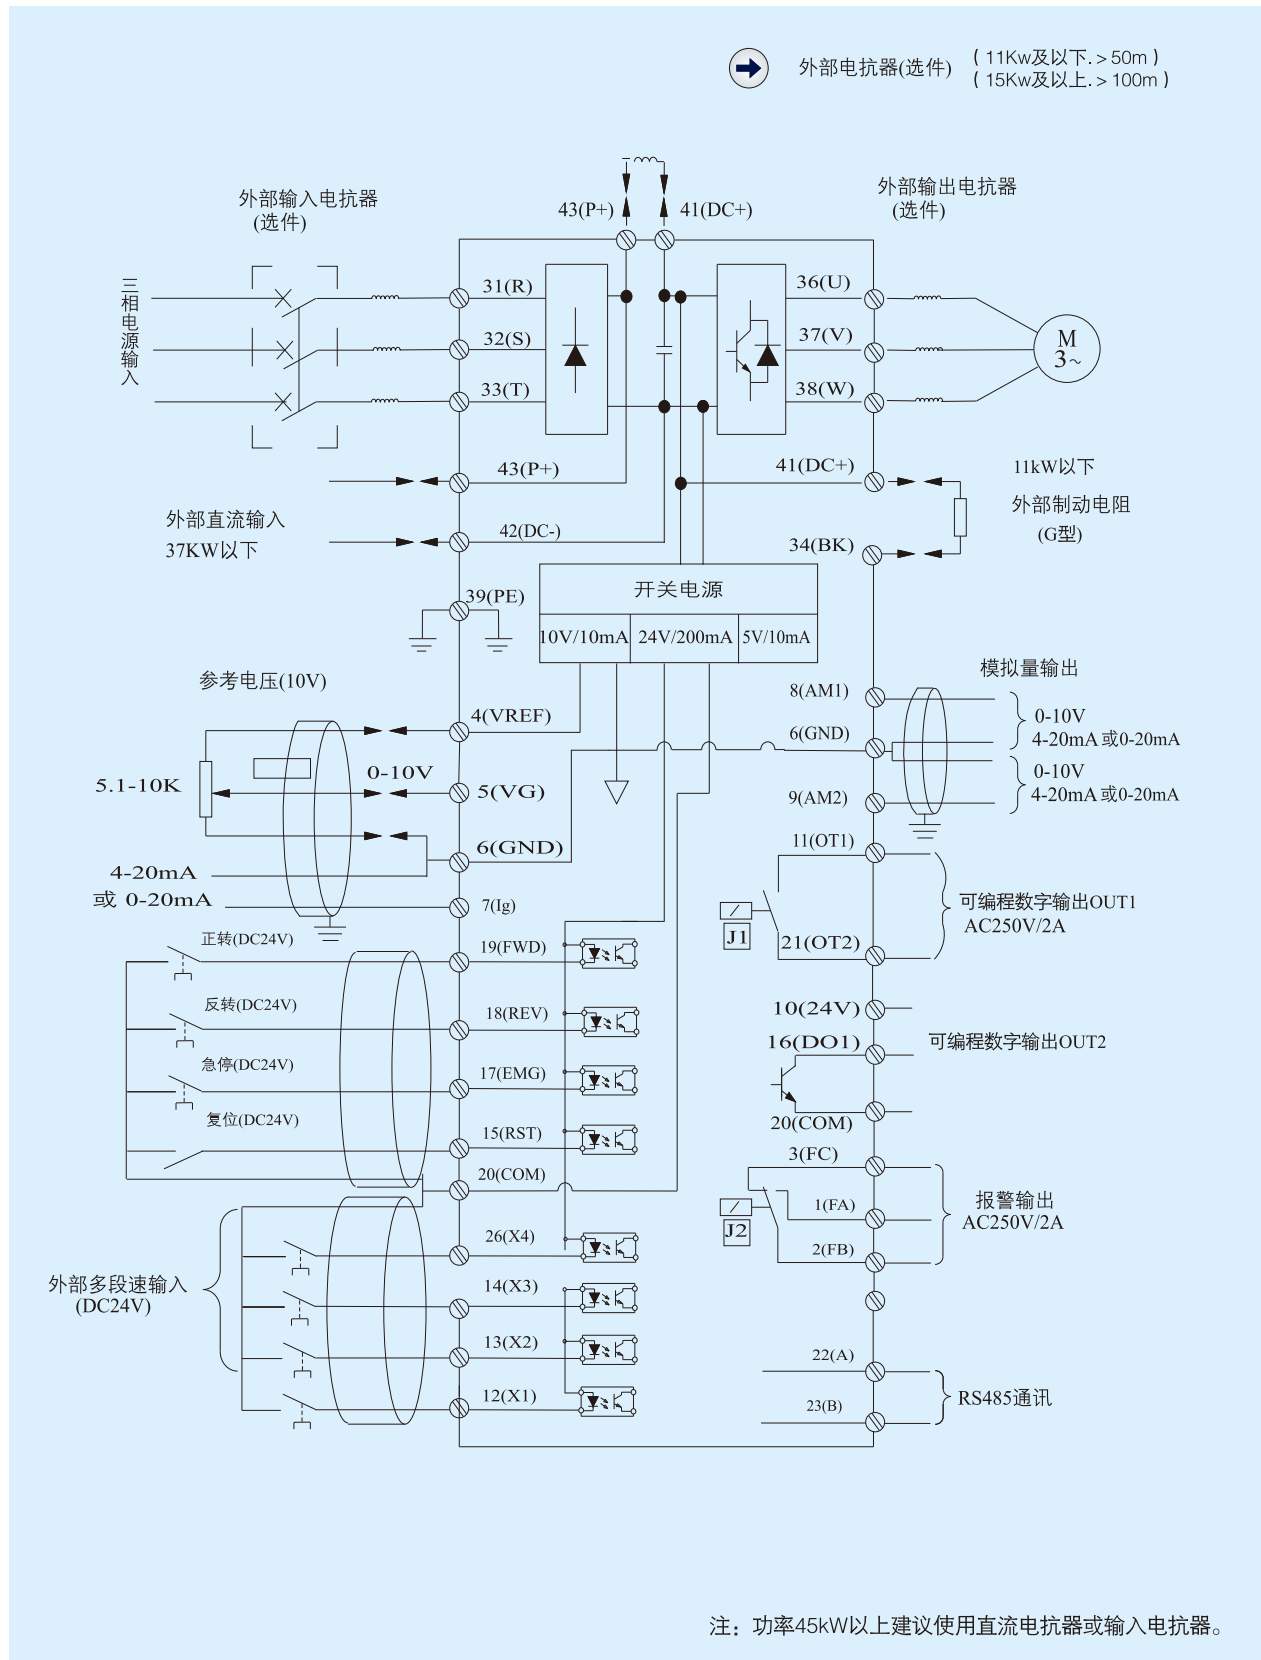 外部电抗器(选件)
( 11Kw及以下.＞50m )
( 15Kw及以上.＞100m )
外部输入电抗器
(选件)
43(P+)
41(DC+)
外部输出电抗器
(选件)
三相电源输入
31(R)
32(S)
33(T)
36(U)
37(V)
38(W)
M
3~
43(P+)
41(DC+)
11kW以下
外部制动电阻
(G型)
外部直流输入
37KW以下
42(DC-)
34(BK)
39(PE)
开关电源
10V/10mA
24V/200mA
5V/10mA
参考电压(10V)
4(VREF)
5.1-10K
0-10V
5(VG)
6(GND)
4-20mA
或 0-20mA
7(Ig)
8(AM1)
6(GND)
9(AM2)
模拟量输出
0-10V
4-20mA 或0-20mA
0-10V
4-20mA 或0-20mA
11(OT1)
J1
21(OT2)
可编程数字输出OUT1
AC250V/2A
正转(DC24V)
19(FWD)
反转(DC24V)
18(REV)
急停(DC24V)
17(EMG)
复位(DC24V)
15(RST)
20(COM)
10(24V)
16(DO1)
可编程数字输出OUT2
20(COM)
3(FC)
1(FA)
J2
2(FB)
报警输出
AC250V/2A
外部多段速输入
(DC24V)
26(X4)
14(X3)
13(X2)
12(X1)
22(A)
23(B)
RS485通讯
注：功率45kW以上建议使用直流电抗器或输入电抗器。